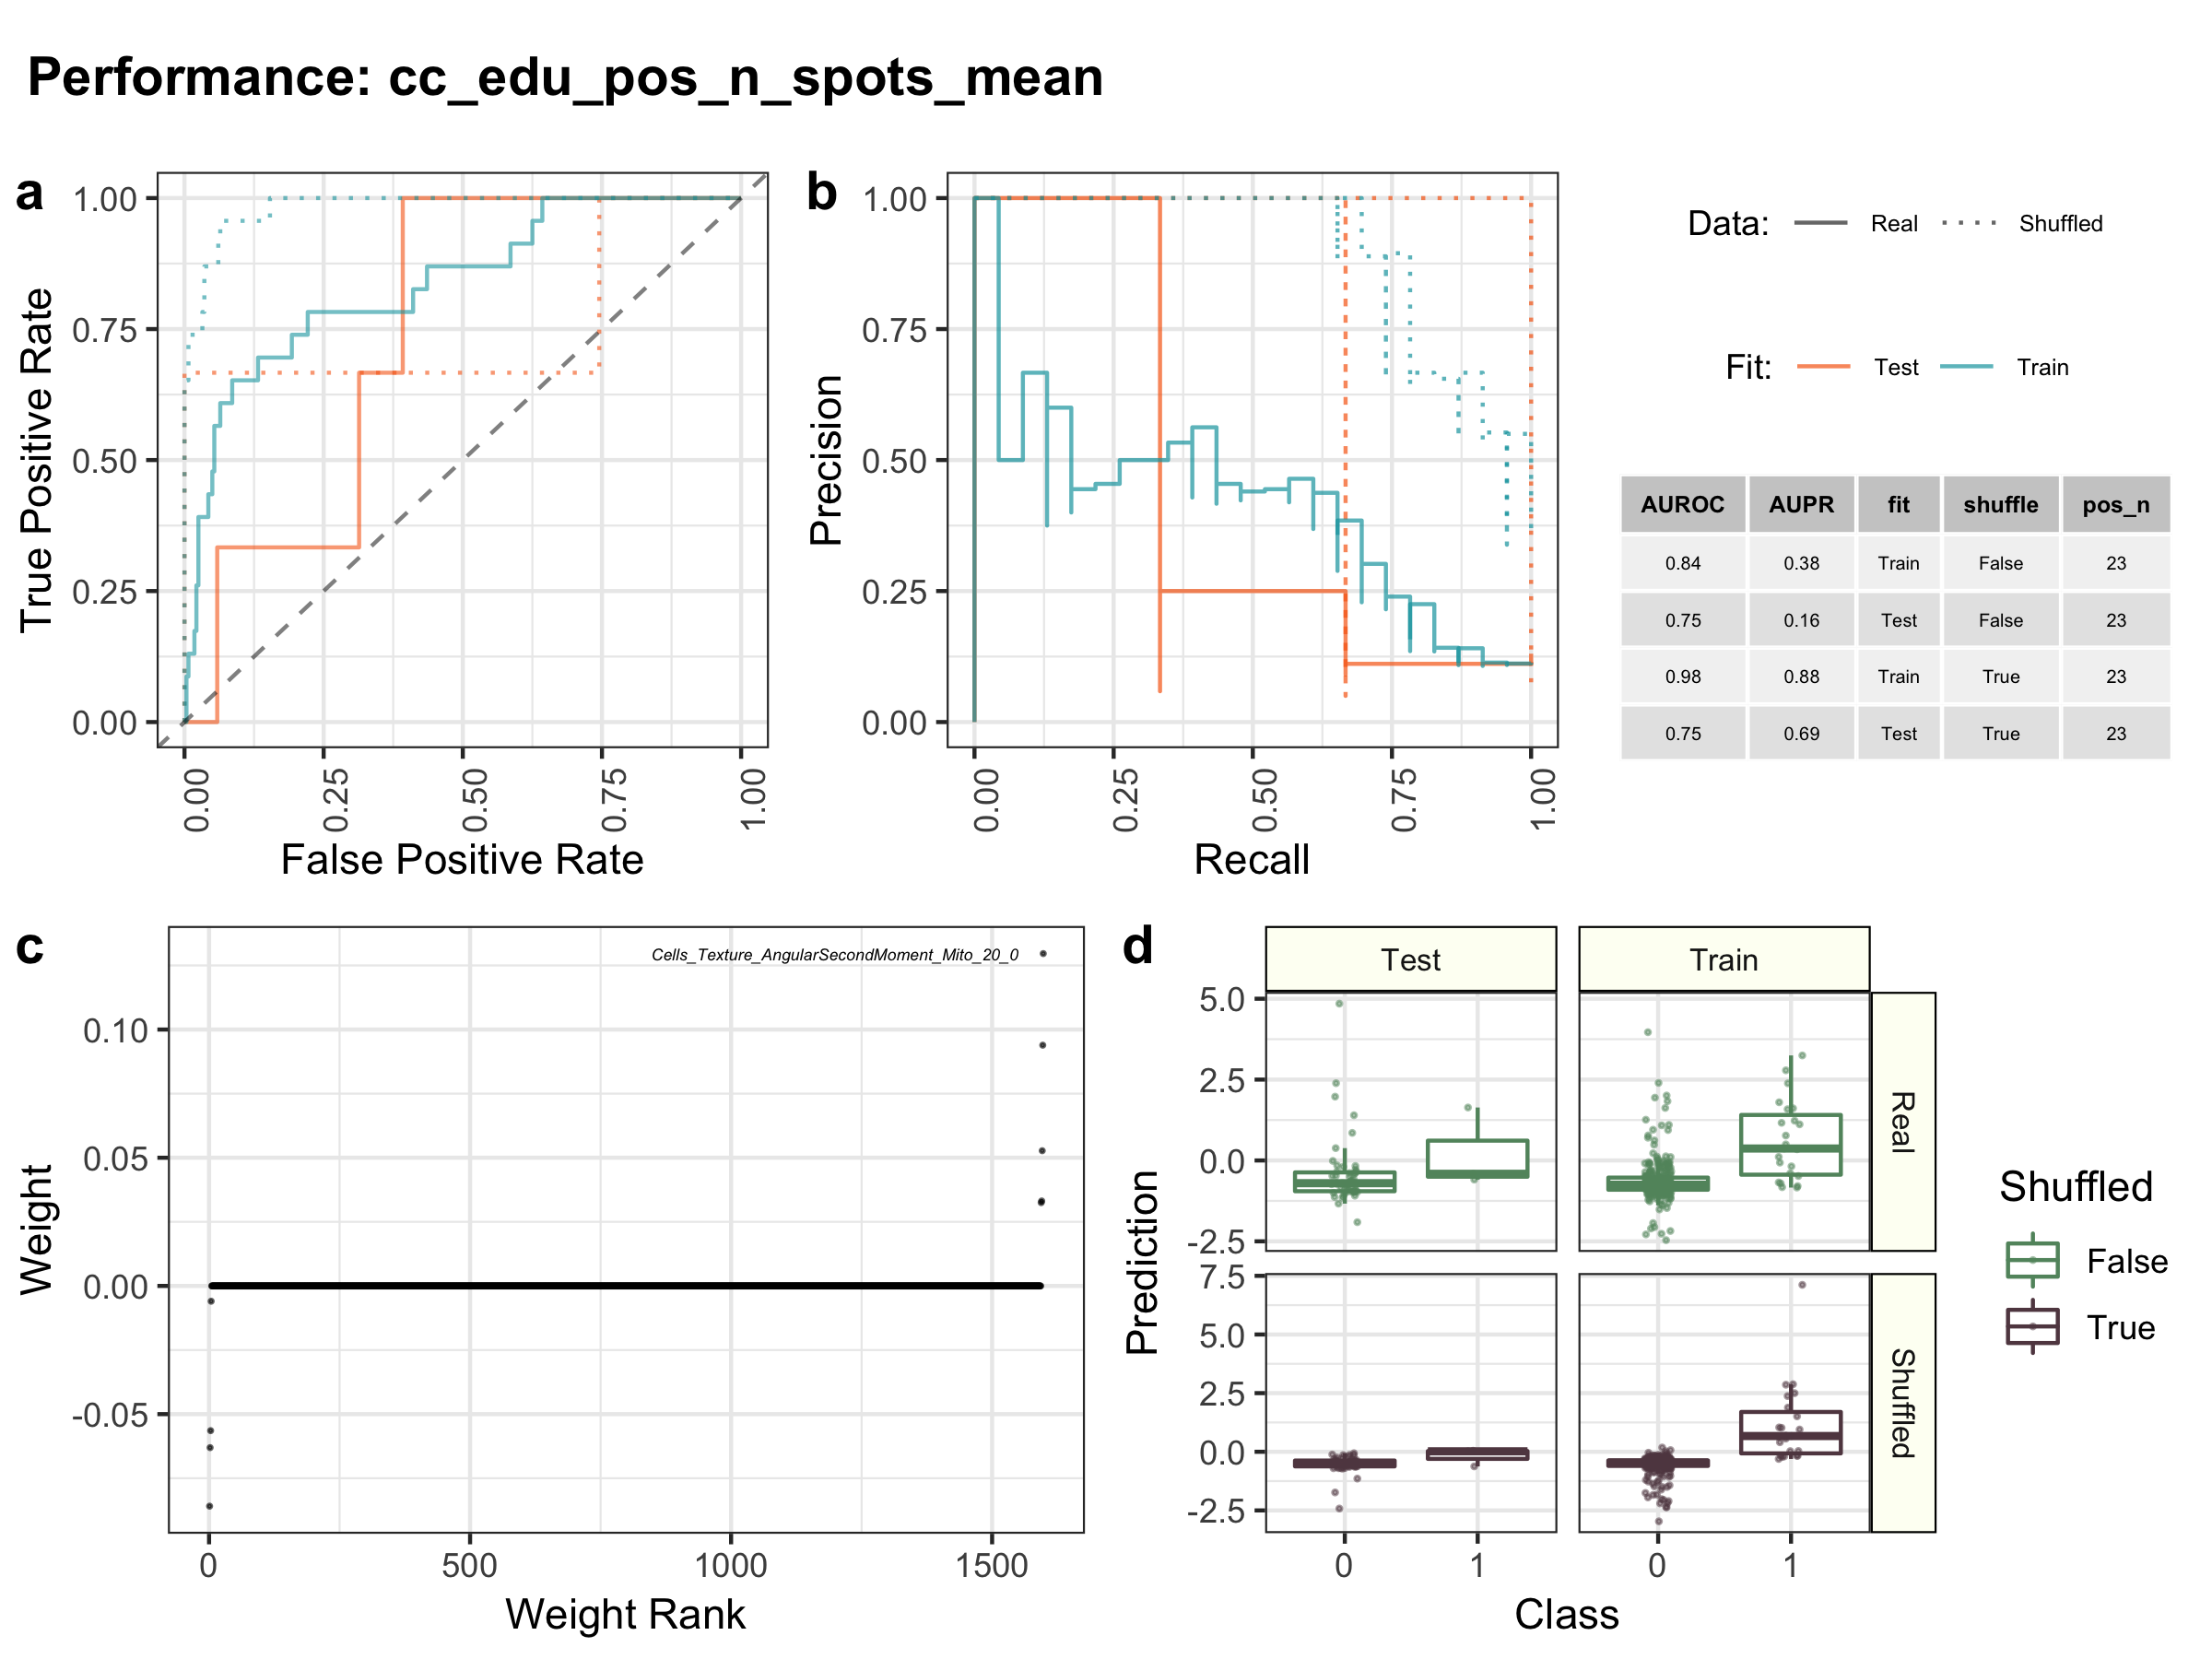 Performance: cc_edu_pos_n_spots_mean
a
True Positive Rate
1.00
0.75
0.50
0.25
0.00
0.00 0.25 0.50 0.75 1.00
False Positive Rate
b
Precision
1.00
0.75
0.50
0.25
0.00
0.00 0.25 0.50 0.75 1.00
Recall
Data: Real Shuffled
Fit: Test Train
AUROC AUPR fit shuffle pos_n
0.84 0.38 Train False 23
0.75 0.16 Test False 23
0.98 0.88 Train True 23
0.75 0.69 Test True 23
c
Weight
Cells_Texture_AngularSecondMoment_Mito_20_0
0.10
0.05
0.00
-0.05
0 500 1000 1500
Weight Rank
d
Prediction
Test Train
5.0
2.5
0.0
-2.5
Real
7.5
5.0
2.5
0.0
-2.5
Shuffled
0 1 0 1
Class
Shuffled
False
True